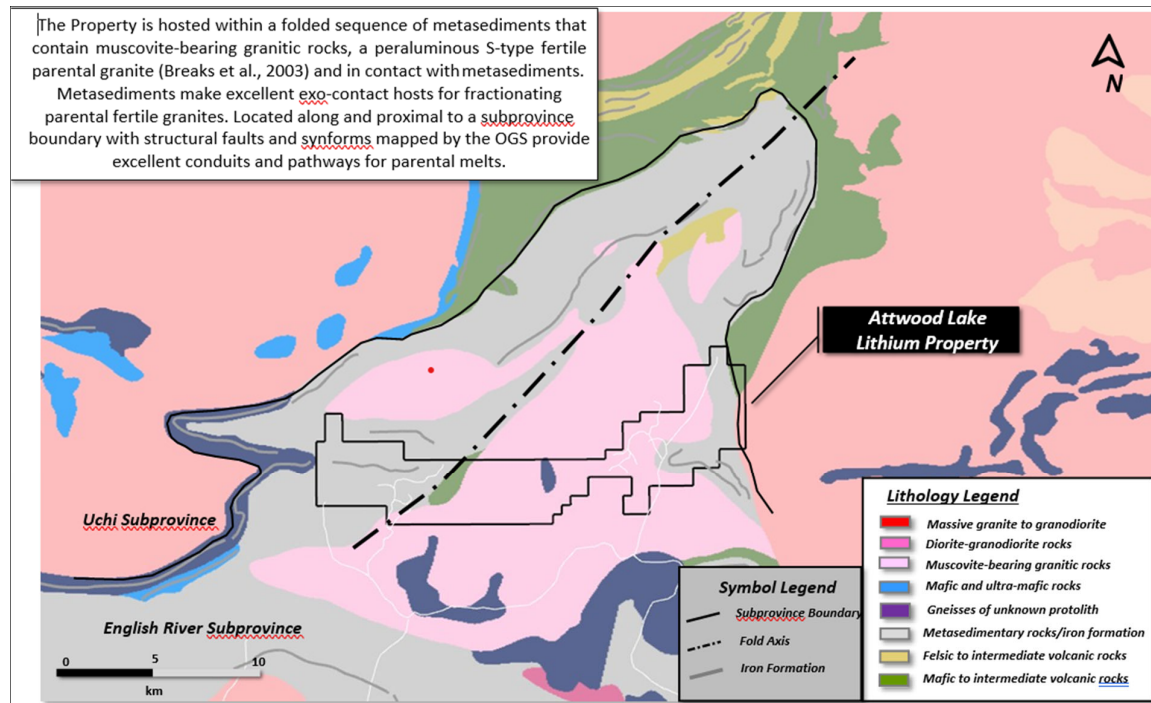 The Property is hosted within a folded sequence of metasediments that
contain muscovite-bearing granitic rocks, a peraluminous S-type fertile
parental granite (Breaks et al., 2003) and in contact with metasediments.
Metasediments make excellent exo-contact hosts for fractionating
parental fertile granites. Located along and proximal to a subprovince
boundary with structural faults and synforms mapped by the OGS provide
excellent conduits and pathways for parental melts.
N
Attwood Lake
Lithium Property
Uchi Subprovince
English River Subprovince
0 5 10
km
Symbol Legend
Subprovince Boundary
Fold Axis
Iron Formation
Lithology Legend
Massive granite to granodiorite
Diorite-granodiorite rocks
Muscovite-bearing granitic rocks
Mafic and ultra-mafic rocks
Gneisses of unknown protolith
Metasedimentary rocks/iron formation
Felsic to intermediate volcanic rocks
Mafic to intermediate volcanic rocks